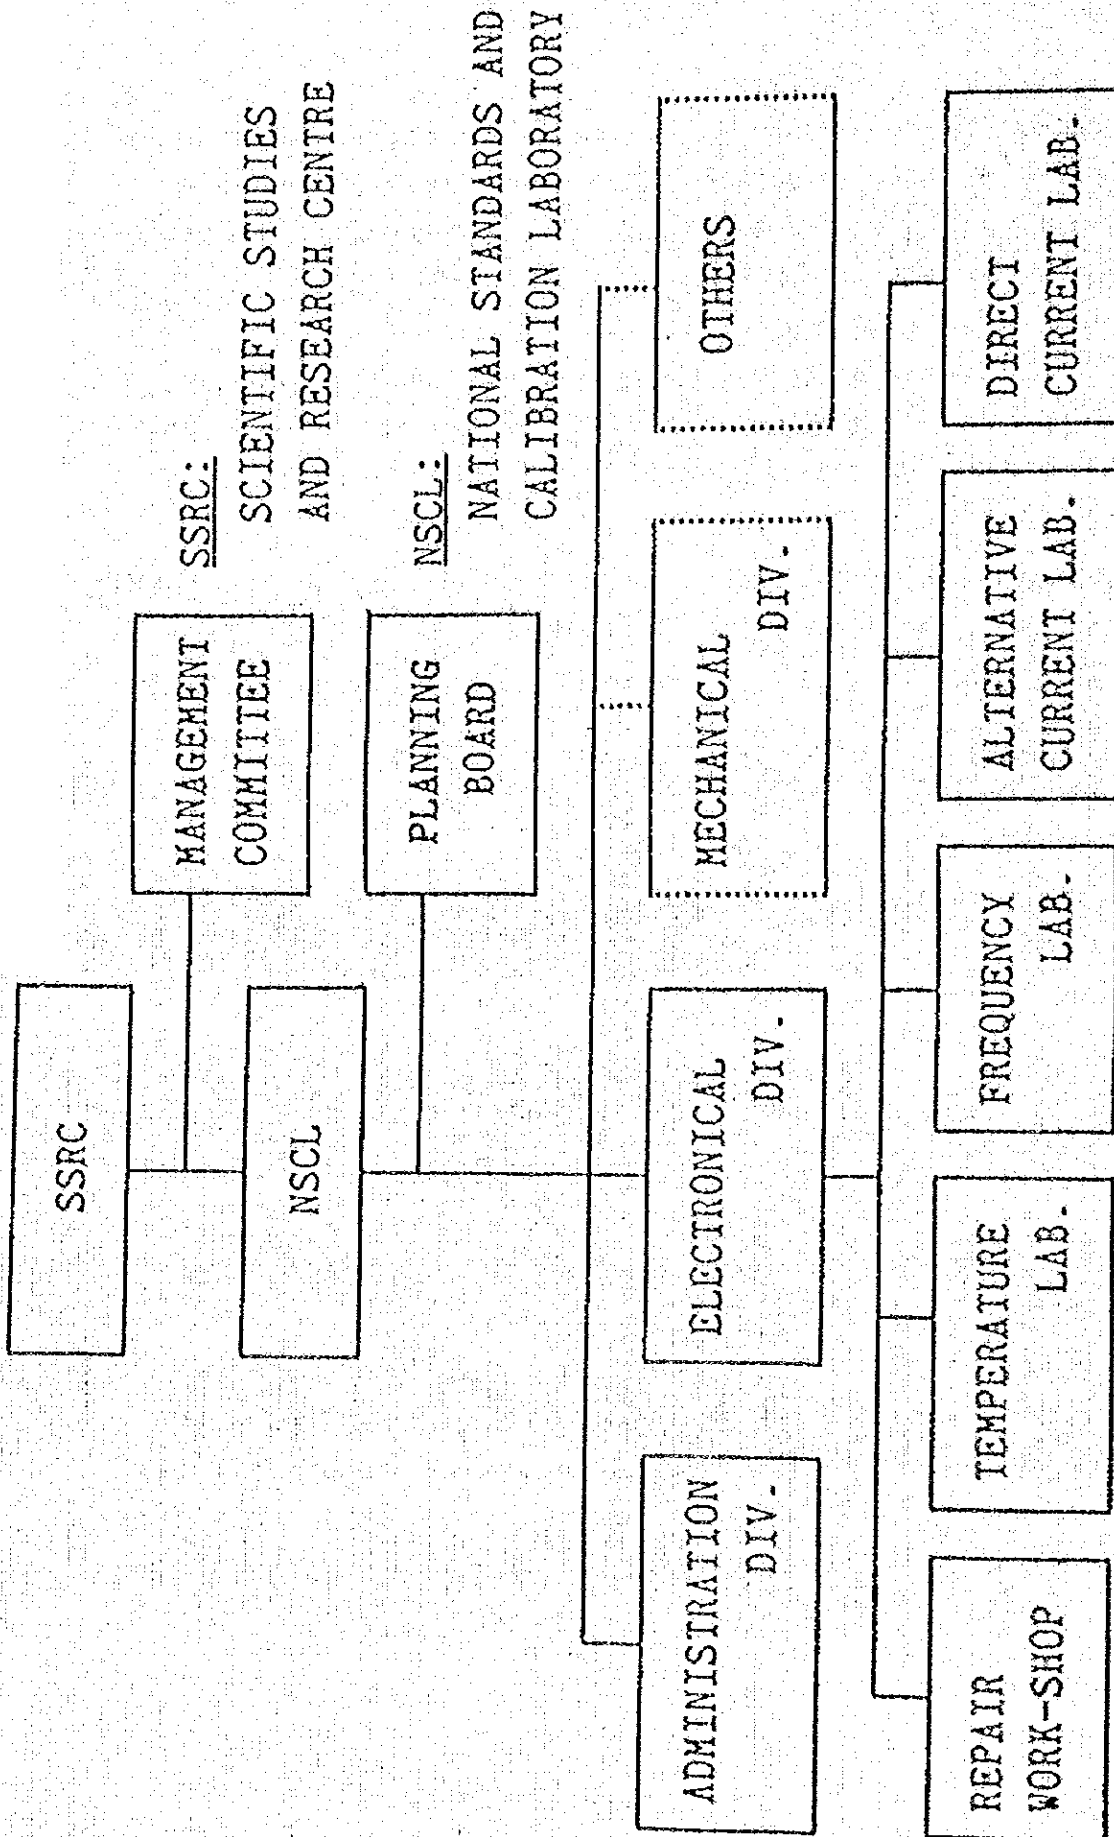 SSRC
MANAGEMENT
COMMITTEE
SSRC:
SCIENTIFIC STUDIES
AND RESEARCH CENTRE
NSCL
PLANNING
BOARD
NSCL:
NATIONAL STANDARDS AND
CALIBRATION LABORATORY
ADMINISTRATION
DIV.
ELECTRONICAL
DIV.
MECHANICAL
DIV.
OTHERS
REPAIR
WORK-SHOP
TEMPERATURE
LAB.
FREQUENCY
LAB.
ALTERNATIVE
CURRENT LAB.
DIRECT
CURRENT LAB.